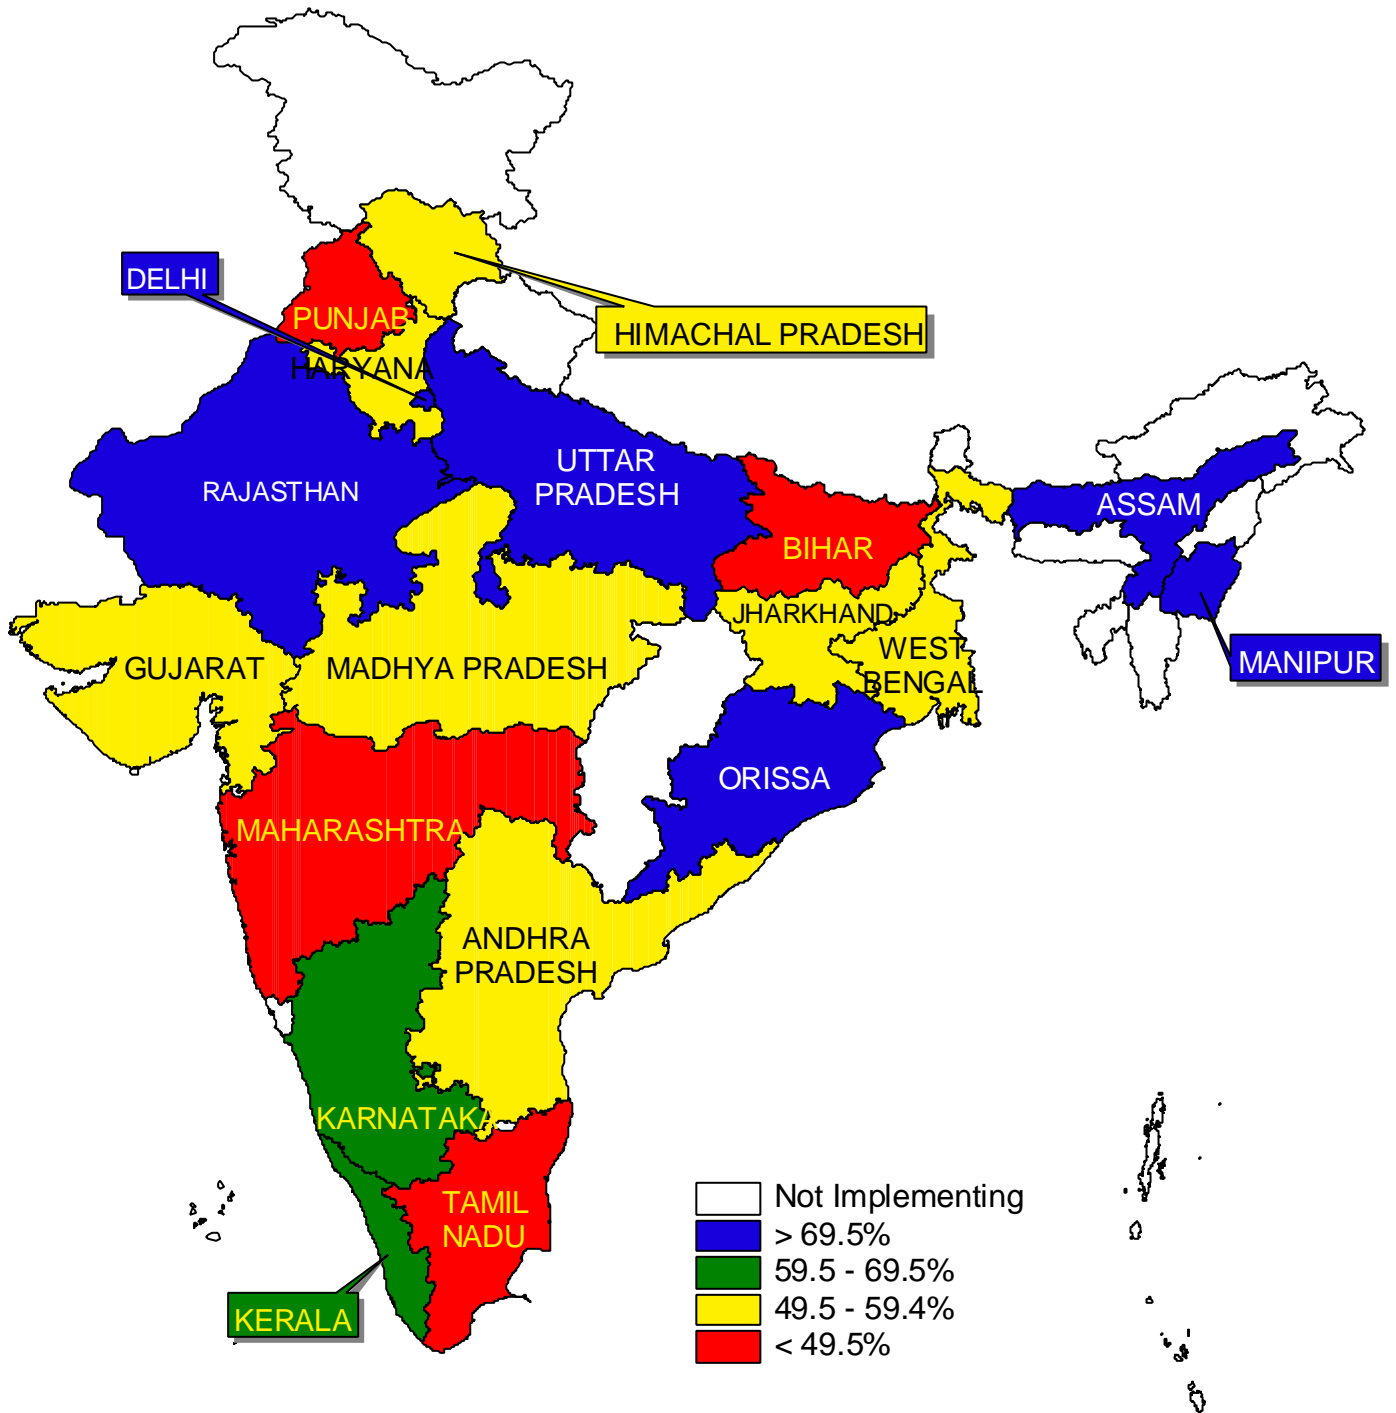 DELHI
PUNJAB
HIMACHAL PRADESH
HARYANA
RAJASTHAN
UTTAR
PRADESH
ASSAM
BIHAR
JHARKHAND
GUJARAT
MADHYA PRADESH
WEST
BENGAL
MANIPUR
ORISSA
MAHARASHTRA
ANDHRA
PRADESH
KARNATAKA
TAMIL
NADU
KERALA
Not Implementing
> 69.5%
59.5 - 69.5%
49.5 - 59.4%
< 49.5%